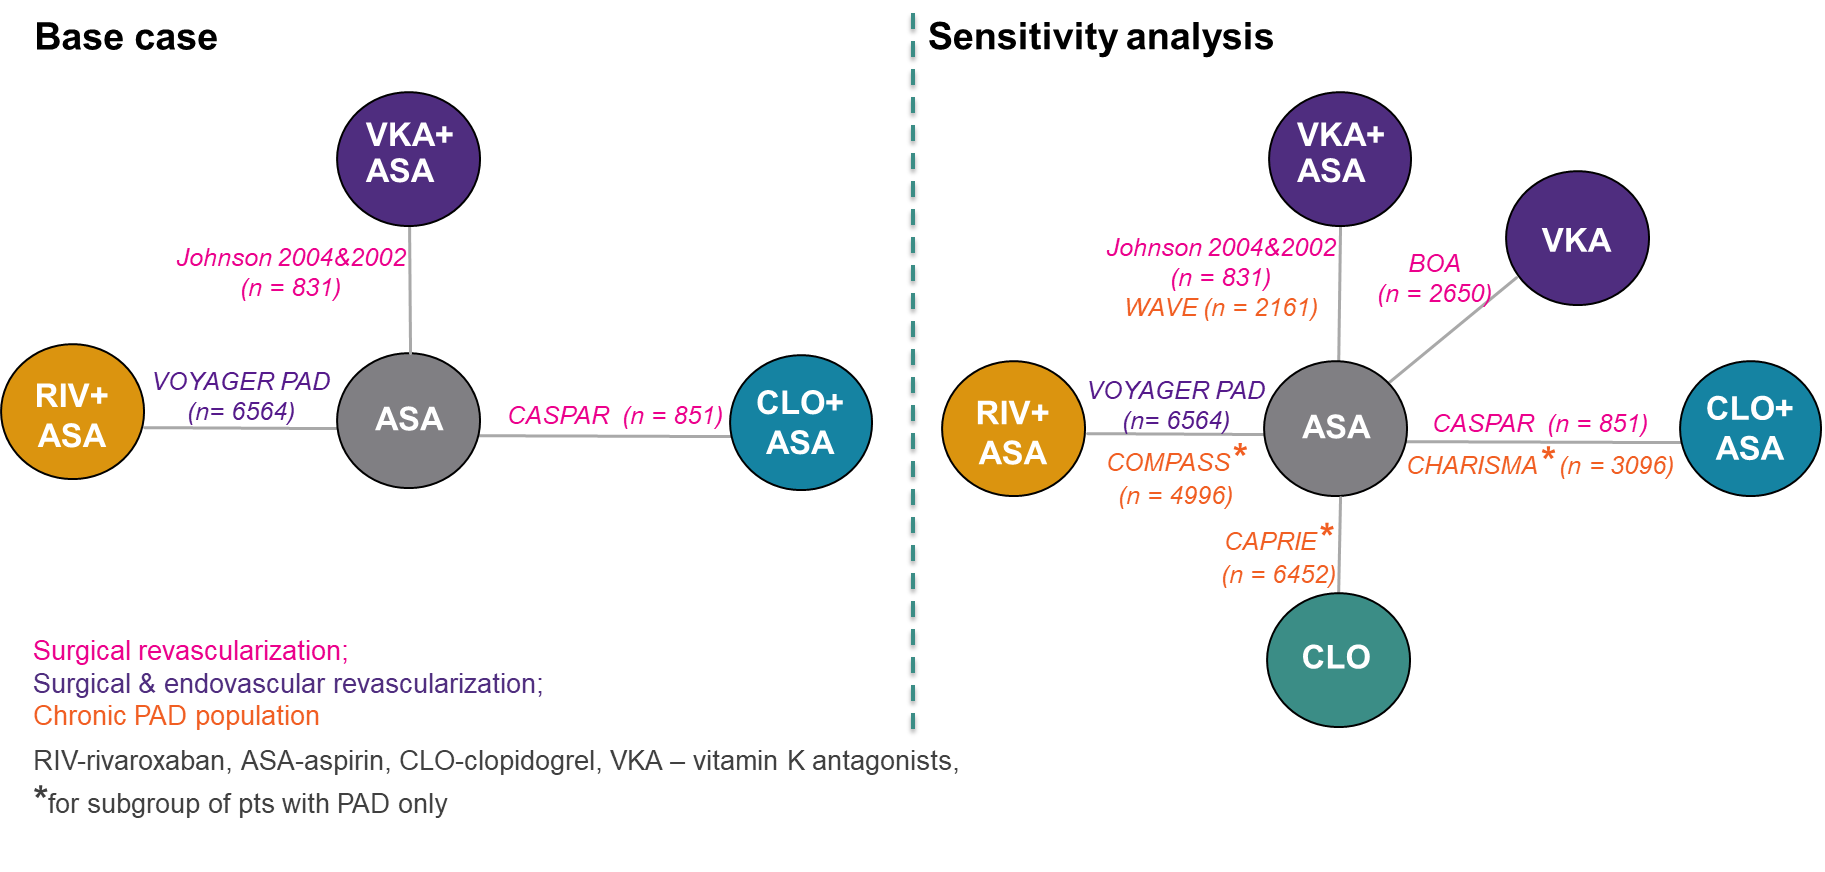 Base case
VKA+
ASA
Johnson 2004&2002
(n = 831)
RIV+
ASA
VOYAGER PAD
(n= 6564)
ASA
CASPAR (n = 851)
CLO+
ASA
Sensitivity analysis
VKA+
ASA
VKA
Johnson 2004&2002
(n = 831)
WAVE (n = 2161)
BOA
(n = 2650)
RIV+
ASA
VOYAGER PAD
(n= 6564)
COMPASS*
(n = 4996)
ASA
CASPAR (n = 851)
CHARISMA* (n = 3096)
CLO+
ASA
CAPRIE*
(n = 6452)
CLO
Surgical revascularization;
Surgical & endovascular revascularization;
Chronic PAD population
RIV-rivaroxaban, ASA-aspirin, CLO-clopidogrel, VKA – vitamin K antagonists,
*for subgroup of pts with PAD only